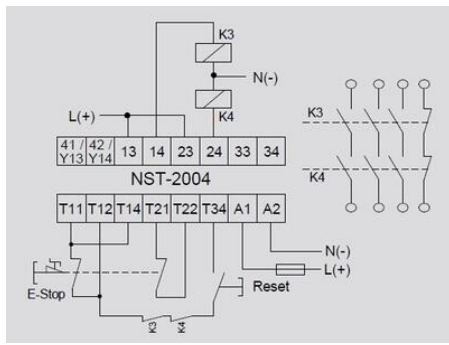 K3
N(-)
L(+)
K4
41 / Y13
42 / Y14
13
14
23
24
33
34
NST-2004
T11
T12
T14
T21
T22
T34
A1
A2
N(-)
L(+)
E-Stop
Reset
K3
K4
K3
K4